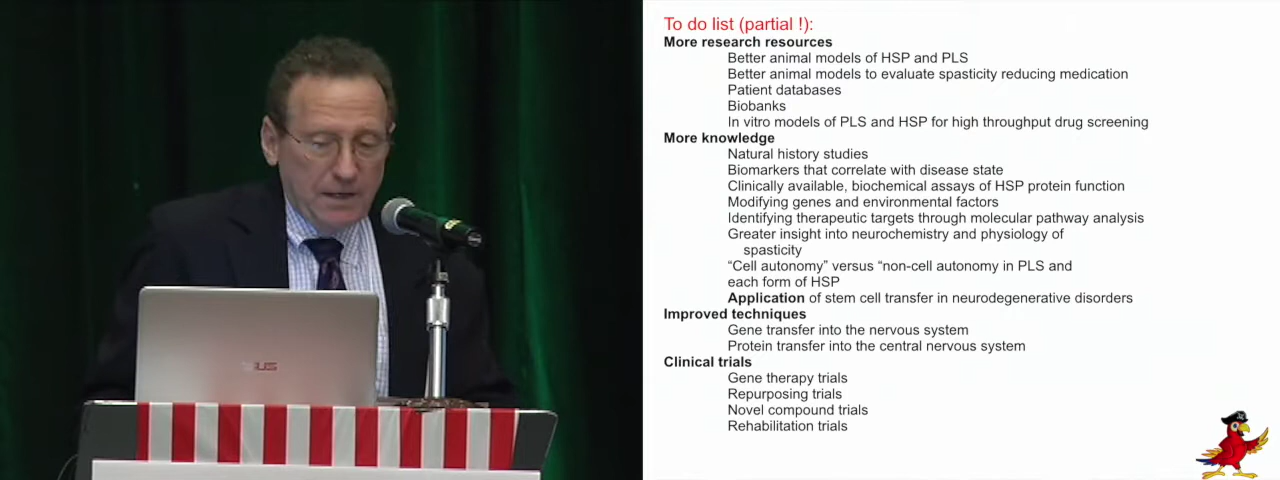 To do list (partial !):
More research resources
Better animal models of HSP and PLS
Better animal models to evaluate spasticity reducing medication
Patient databases
Biobanks
In vitro models of PLS and HSP for high throughput drug screening
More knowledge
Natural history studies
Biomarkers that correlate with disease state
Clinically available, biochemical assays of HSP protein function
Modifying genes and environmental factors
Identifying therapeutic targets through molecular pathway analysis
Greater insight into neurochemistry and physiology of
spasticity
“Cell autonomy” versus “non-cell autonomy in PLS and
each form of HSP
Application of stem cell transfer in neurodegenerative disorders
Improved techniques
Gene transfer into the nervous system
Protein transfer into the central nervous system
Clinical trials
Gene therapy trials
Repurposing trials
Novel compound trials
Rehabilitation trials